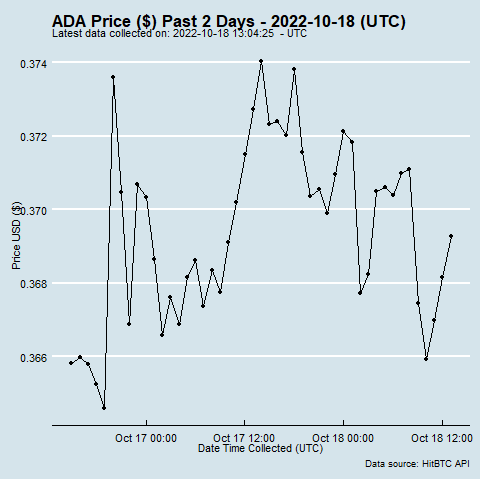 ADA Price ($) Past 2 Days - 2022-10-18 (UTC)
Latest data collected on: 2022-10-18 13:04:25 - UTC
0.374
0.372
0.370
0.368
0.366
Price USD ($)
Oct 17 00:00 Oct 17 12:00 Oct 18 00:00 Oct 18 12:00
Date Time Collected (UTC)
Data source: HitBTC API